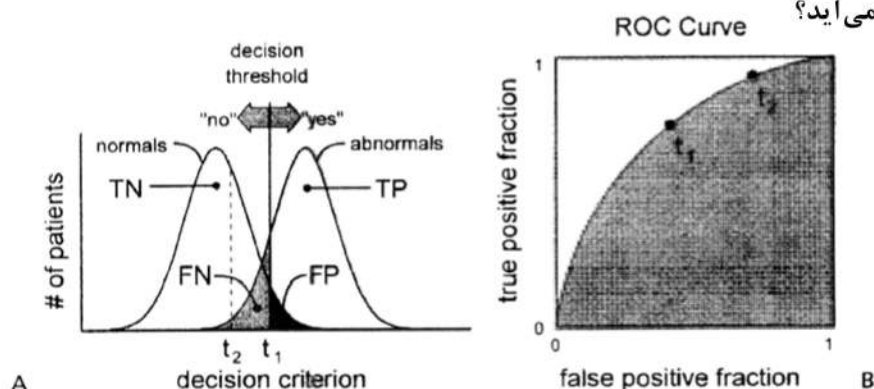 می‌آید؟
decision
threshold
"no" "yes"
normals
abnormals
TN
TP
FN
FP
# of patients
t2 t1
decision criterion
A
ROC Curve
1
t2
t1
true positive fraction
0
0
1
false positive fraction
B